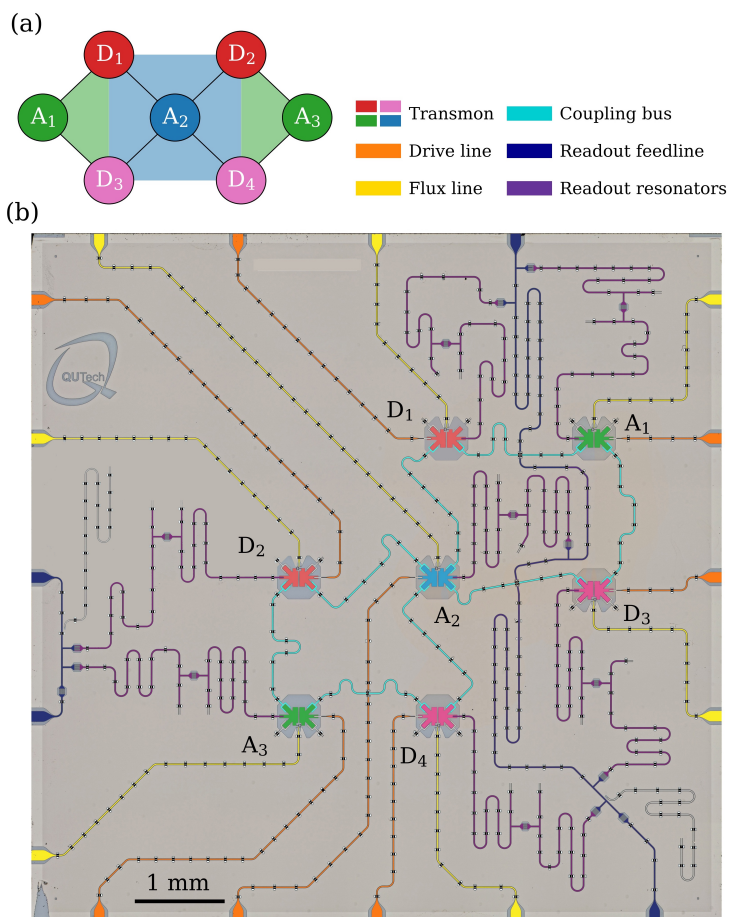 (a)
D1
D2
A1
A2
A3
D3
D4
Transmon
Coupling bus
Drive line
Readout feedline
Flux line
Readout resonators
(b)
QUTech
D1
A1
D2
A2
D3
A3
D4
1 mm